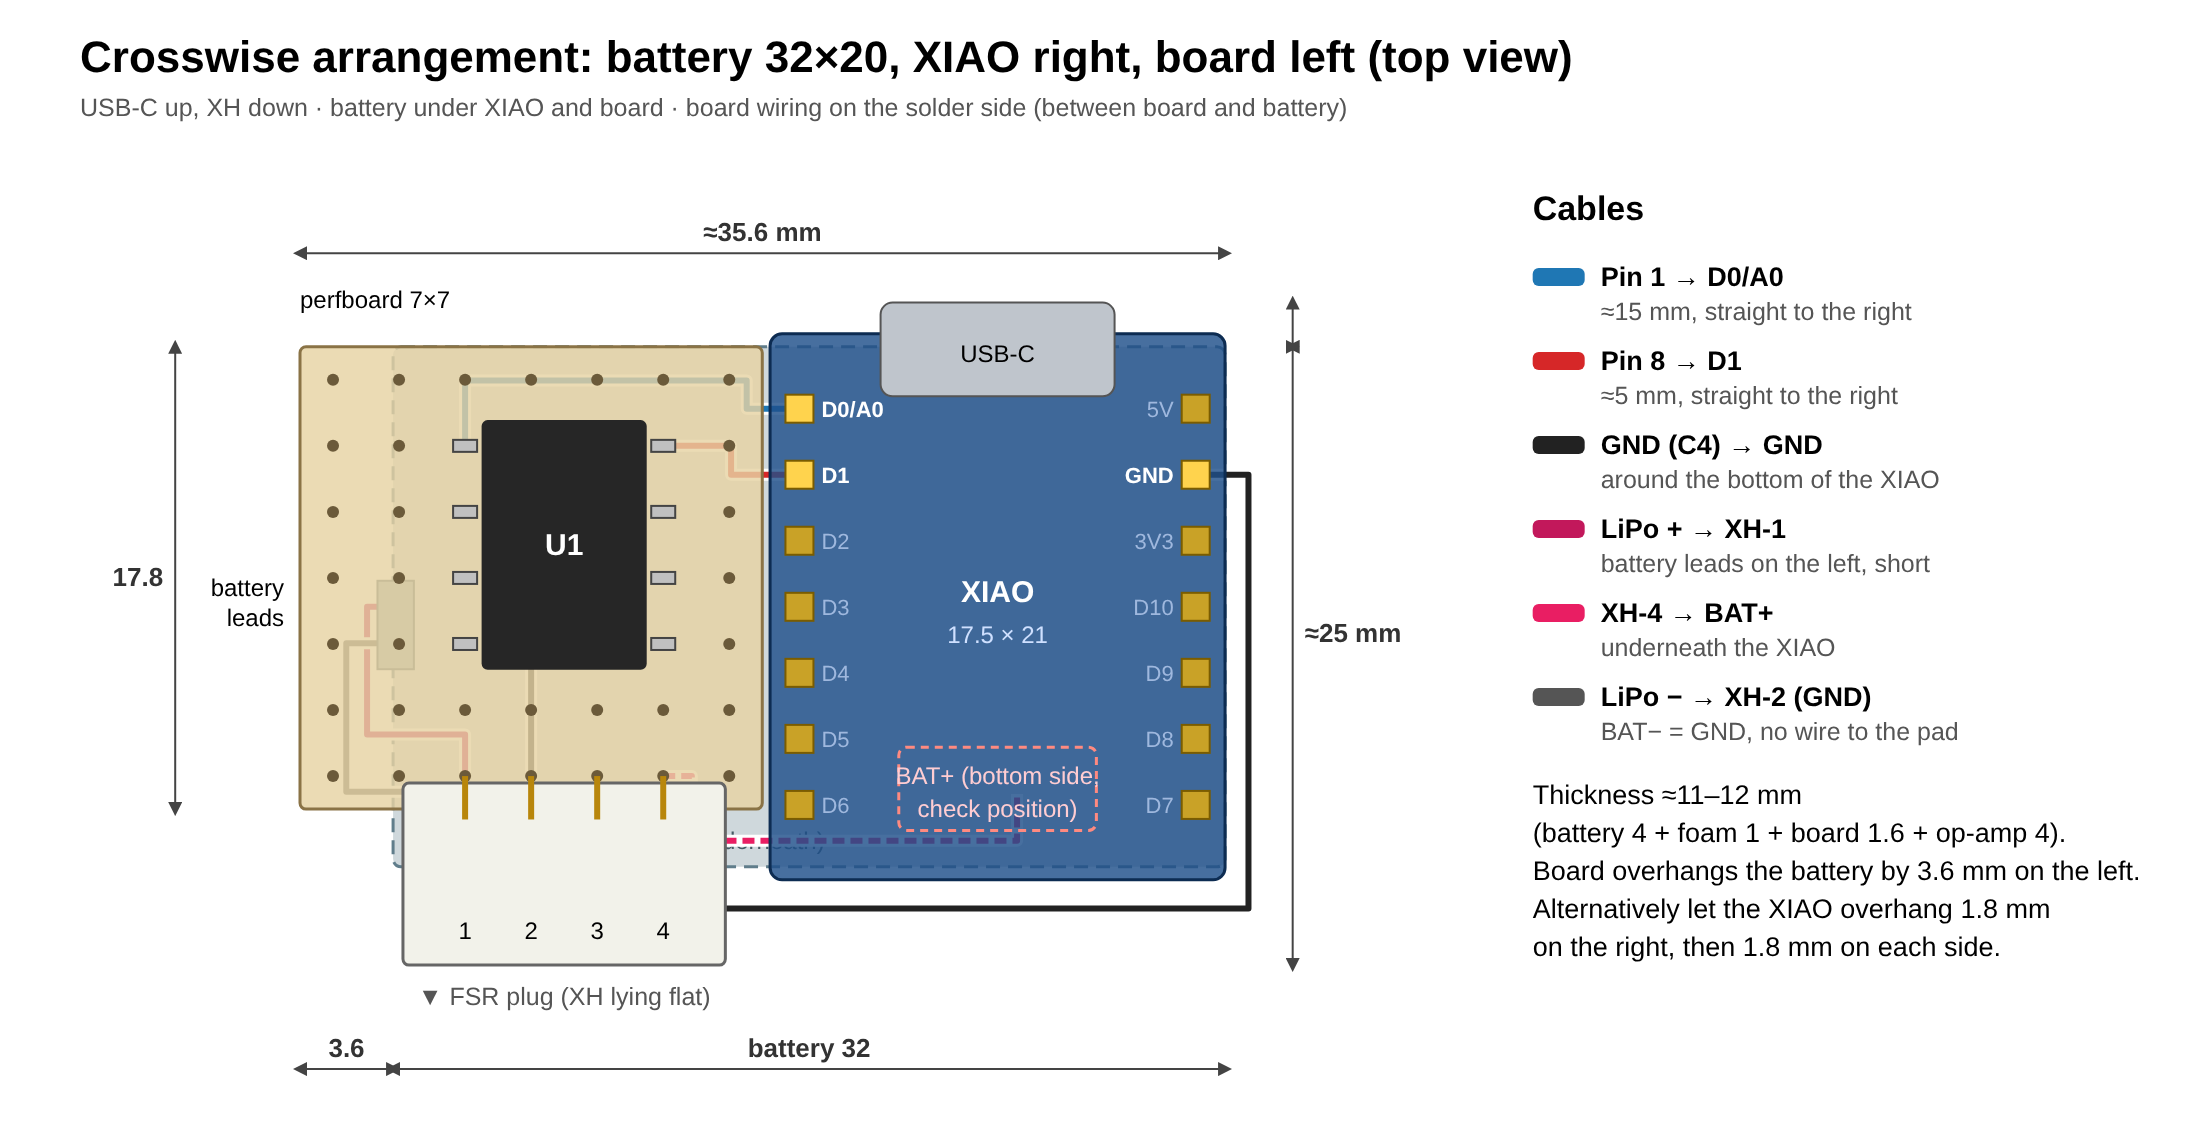 Crosswise arrangement: battery 32×20, XIAO right, board left (top view)
USB-C up, XH down · battery under XIAO and board · board wiring on the solder side (between board and battery)
≈35.6 mm
perfboard 7×7
USB-C
D0/A0
5V
D1
GND
U1
D2
3V3
17.8
battery
leads
XIAO
17.5 × 21
D3
D10
≈25 mm
D4
D9
D5
D8
BAT+ (bottom side,
check position)
D6
D7
1 2 3 4
▼ FSR plug (XH lying flat)
3.6
battery 32
Cables
Pin 1 → D0/A0
≈15 mm, straight to the right
Pin 8 → D1
≈5 mm, straight to the right
GND (C4) → GND
around the bottom of the XIAO
LiPo + → XH-1
battery leads on the left, short
XH-4 → BAT+
underneath the XIAO
LiPo − → XH-2 (GND)
BAT− = GND, no wire to the pad
Thickness ≈11–12 mm
(battery 4 + foam 1 + board 1.6 + op-amp 4).
Board overhangs the battery by 3.6 mm on the left.
Alternatively let the XIAO overhang 1.8 mm
on the right, then 1.8 mm on each side.